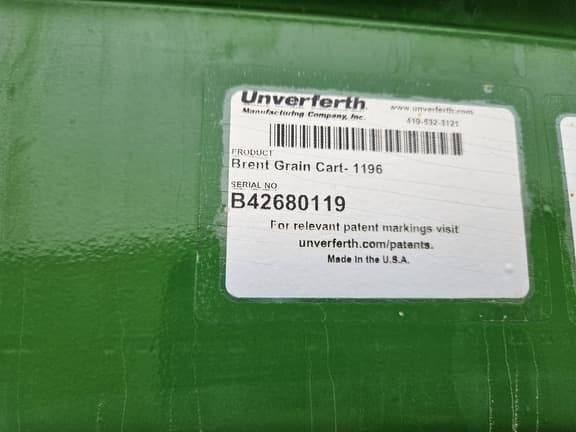 Unverferth
www.unverferth.com
Manufacturing Company, Inc.
419-532-3121
PRODUCT
Brent Grain Cart- 1196
SERIAL NO
B42680119
For relevant patent markings visit
unverferth.com/patents.
Made in the U.S.A.